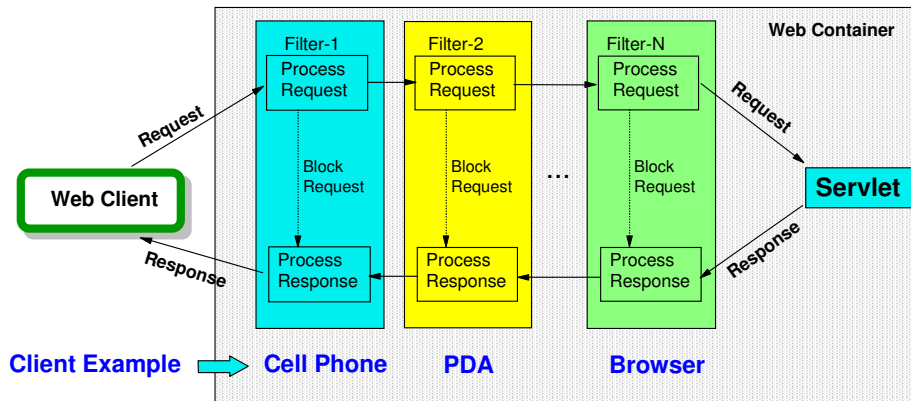 Web Container
Filter-1
Filter-2
Filter-N
Process
Request
Process
Request
Process
Request
Request
Request
Block
Request
Block
Request
...
Block
Request
Web Client
Servlet
Process
Response
Process
Response
Process
Response
Response
Response
Client Example
Cell Phone
PDA
Browser